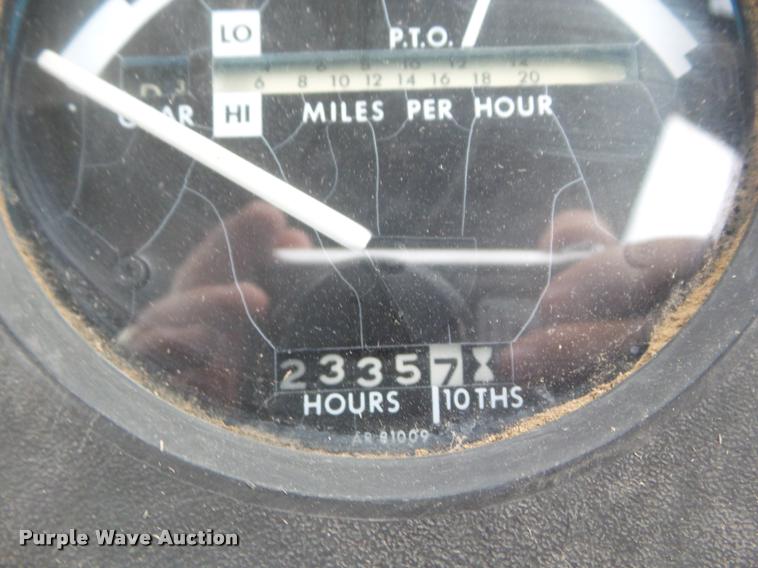 LO
P.T.O.
6 8 10 12 14 16 18 20
HI
MILES PER HOUR
23357
HOURS 10THS
AR 81009
Purple Wave Auction